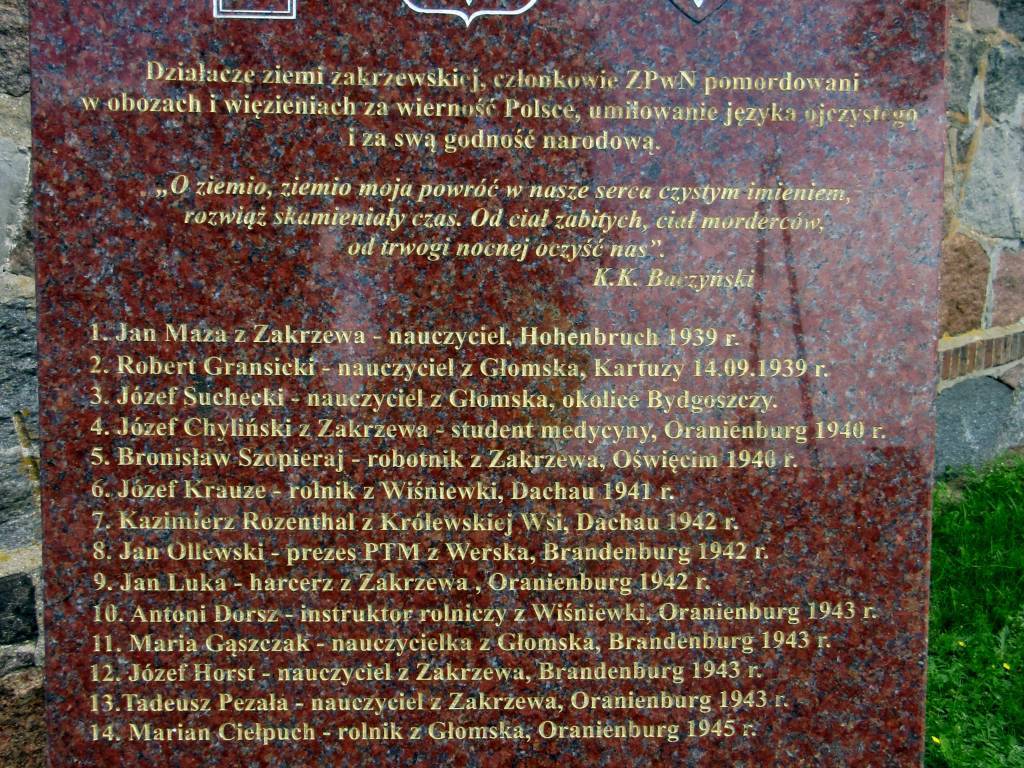 Działacze ziemi zakrzewskiej, członkowie ZPwN pomordowani
w obozach i więzieniach za wierność Polsce, umiłowanie języka ojczystego
i za swą godność narodową.
„O ziemio, ziemio moja powróć w nasze serca czystym imieniem,
rozwiąż skamieniały czas. Od ciał zabitych, ciał morderców,
od trwogi nocnej oczyść nas”.
K.K. Baczyński
1. Jan Maza z Zakrzewa - nauczyciel, Hohenbruch 1939 r.
2. Robert Gransicki - nauczyciel z Głomska, Kartuzy 14.09.1939 r.
3. Józef Suchecki - nauczyciel z Głomska, okolice Bydgoszczy.
4. Józef Chyliński z Zakrzewa - student medycyny, Oranienburg 1940 r.
5. Bronisław Szopieraj - robotnik z Zakrzewa, Oświęcim 1940 r.
6. Józef Krauze - rolnik z Wiśniewki, Dachau 1941 r.
7. Kazimierz Rozenthal z Królewskiej Wsi, Dachau 1942 r.
8. Jan Ollewski - prezes PTM z Werska, Brandenburg 1942 r.
9. Jan Luka - harcerz z Zakrzewa , Oranienburg 1942 r.
10. Antoni Dorsz - instruktor rolniczy z Wiśniewki, Oranienburg 1943 r.
11. Maria Gąszczak - nauczycielka z Głomska, Brandenburg 1943 r.
12. Józef Horst - nauczyciel z Zakrzewa, Brandenburg 1943 r.
13. Tadeusz Pezała - nauczyciel z Zakrzewa, Oranienburg 1943 r.
14. Marian Ciełpuch - rolnik z Głomska, Oranienburg 1945 r.